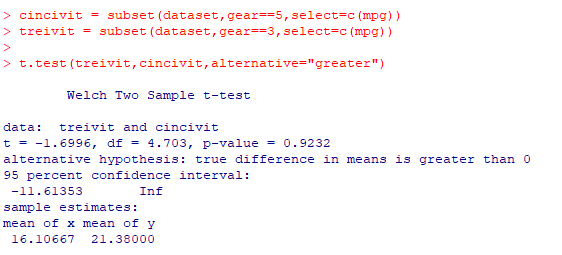 > cincivit = subset(dataset,gear==5,select=c(mpg))
> treivit = subset(dataset,gear==3,select=c(mpg))
>
> t.test(treivit,cincivit,alternative="greater")
Welch Two Sample t-test
data:  treivit and cincivit
t = -1.6996, df = 4.703, p-value = 0.9232
alternative hypothesis: true difference in means is greater than 0
95 percent confidence interval:
 -11.61353       Inf
sample estimates:
mean of x mean of y
 16.10667  21.38000